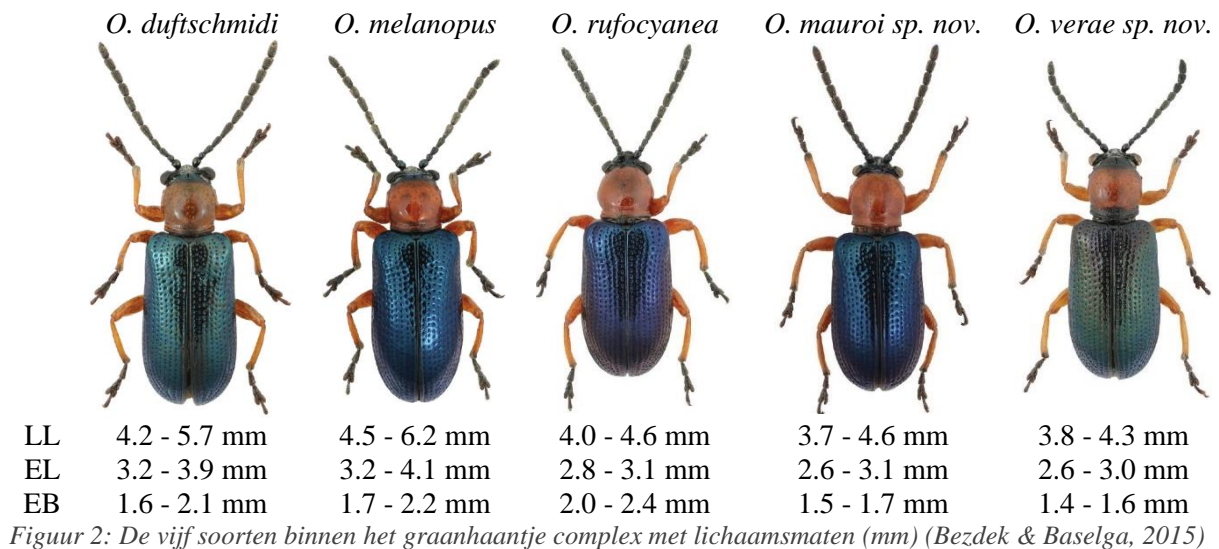 O. duftschmidi O. melanopus O. rufocyanea O. mauroi sp. nov. O. verae sp. nov.
LL 4.2 - 5.7 mm 4.5 - 6.2 mm 4.0 - 4.6 mm 3.7 - 4.6 mm 3.8 - 4.3 mm
EL 3.2 - 3.9 mm 3.2 - 4.1 mm 2.8 - 3.1 mm 2.6 - 3.1 mm 2.6 - 3.0 mm
EB 1.6 - 2.1 mm 1.7 - 2.2 mm 2.0 - 2.4 mm 1.5 - 1.7 mm 1.4 - 1.6 mm
Figuur 2: De vijf soorten binnen het graanhaantje complex met lichaamsmaten (mm) (Bezdek & Baselga, 2015)